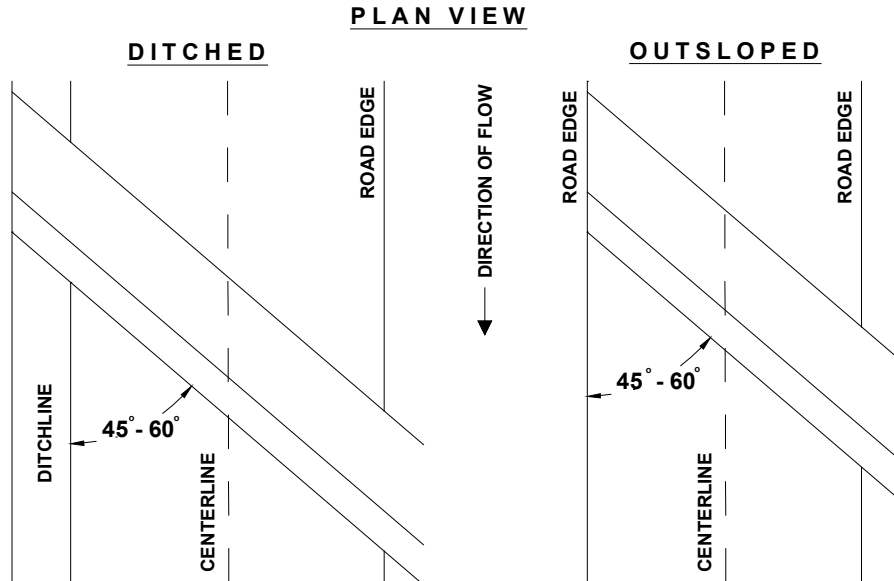 PLAN VIEW
DITCHED
OUTSLOPED
ROAD EDGE
DIRECTION OF FLOW
ROAD EDGE
ROAD EDGE
45° - 60°
DITCHLINE
CENTERLINE
45° - 60°
CENTERLINE